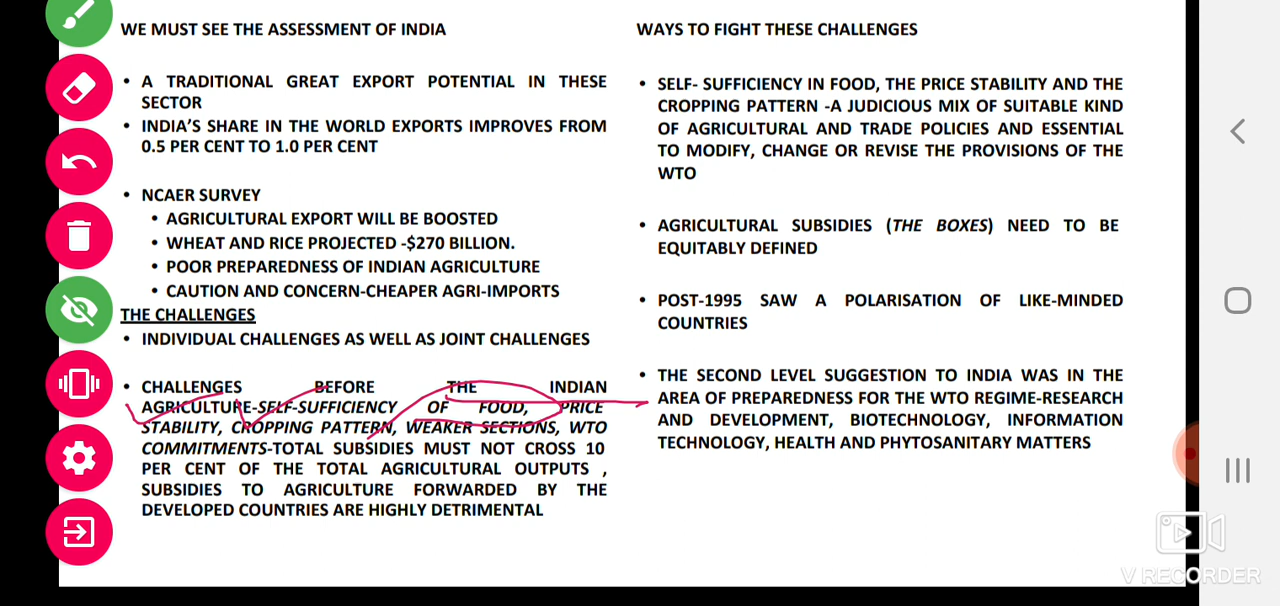 WE MUST SEE THE ASSESSMENT OF INDIA
• A TRADITIONAL GREAT EXPORT POTENTIAL IN THESE
SECTOR
• INDIA'S SHARE IN THE WORLD EXPORTS IMPROVES FROM
0.5 PER CENT TO 1.0 PER CENT
• NCAER SURVEY
• AGRICULTURAL EXPORT WILL BE BOOSTED
• WHEAT AND RICE PROJECTED -$270 BILLION.
• POOR PREPAREDNESS OF INDIAN AGRICULTURE
• CAUTION AND CONCERN-CHEAPER AGRI-IMPORTS
THE CHALLENGES
• INDIVIDUAL CHALLENGES AS WELL AS JOINT CHALLENGES
• CHALLENGES BEFORE THE INDIAN
AGRICULTURE-SELF-SUFFICIENCY OF FOOD, PRICE
STABILITY, CROPPING PATTERN, WEAKER SECTIONS, WTO
COMMITMENTS-TOTAL SUBSIDIES MUST NOT CROSS 10
PER CENT OF THE TOTAL AGRICULTURAL OUTPUTS ,
SUBSIDIES TO AGRICULTURE FORWARDED BY THE
DEVELOPED COUNTRIES ARE HIGHLY DETRIMENTAL
WAYS TO FIGHT THESE CHALLENGES
• SELF- SUFFICIENCY IN FOOD, THE PRICE STABILITY AND THE
CROPPING PATTERN -A JUDICIOUS MIX OF SUITABLE KIND
OF AGRICULTURAL AND TRADE POLICIES AND ESSENTIAL
TO MODIFY, CHANGE OR REVISE THE PROVISIONS OF THE
WTO
• AGRICULTURAL SUBSIDIES (THE BOXES) NEED TO BE
EQUITABLY DEFINED
• POST-1995 SAW A POLARISATION OF LIKE-MINDED
COUNTRIES
• THE SECOND LEVEL SUGGESTION TO INDIA WAS IN THE
AREA OF PREPAREDNESS FOR THE WTO REGIME-RESEARCH
AND DEVELOPMENT, BIOTECHNOLOGY, INFORMATION
TECHNOLOGY, HEALTH AND PHYTOSANITARY MATTERS
V RECORDER